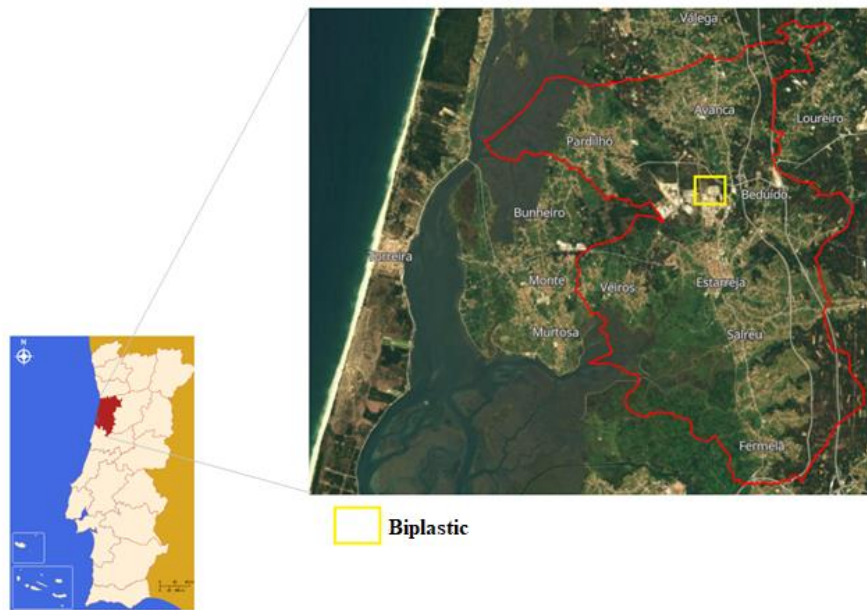 Válega
Avanca
Loureiro
Pardilhó
Beduído
Bunheiro
Torreira
Monte
Veiros
Estarreja
Murtosa
Salreu
Fermelã
N
Biplastic